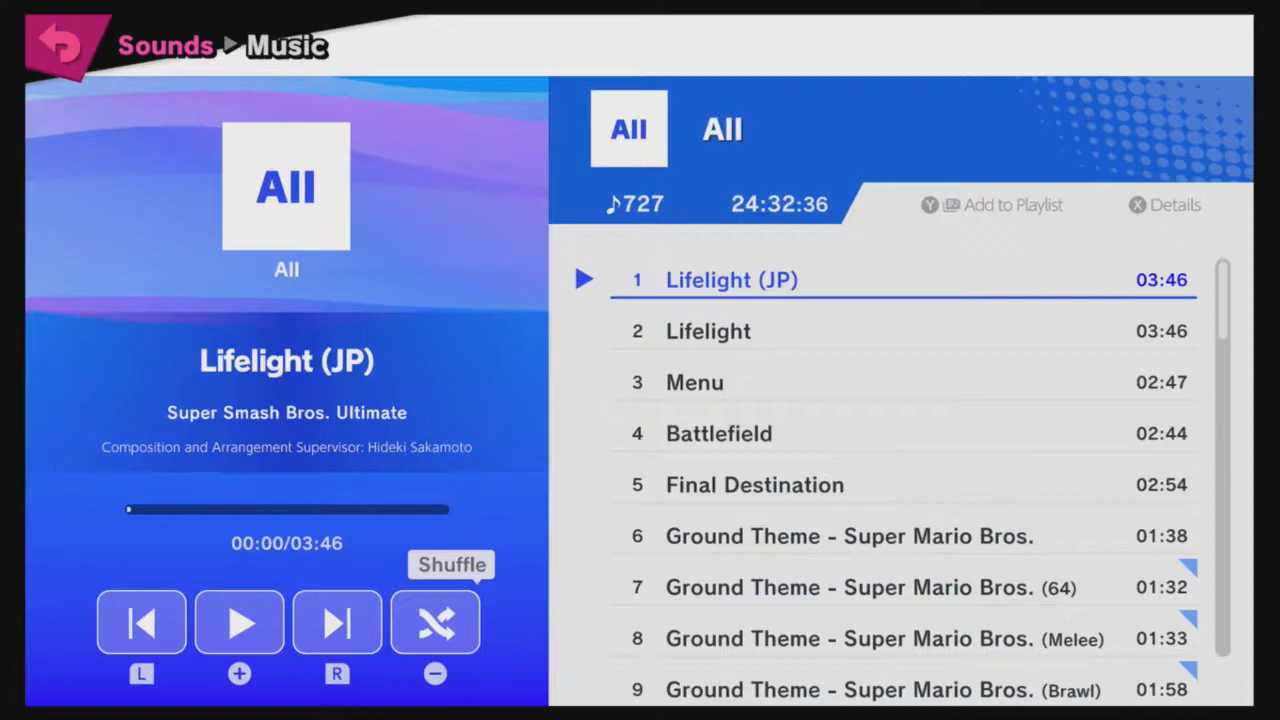 Sounds ▶ Music
All
All
Lifelight (JP)
Super Smash Bros. Ultimate
Composition and Arrangement Supervisor: Hideki Sakamoto
00:00/03:46
Shuffle
L + R −
All All
♪727 24:32:36 Y Add to Playlist X Details
1 Lifelight (JP) 03:46
2 Lifelight 03:46
3 Menu 02:47
4 Battlefield 02:44
5 Final Destination 02:54
6 Ground Theme - Super Mario Bros. 01:38
7 Ground Theme - Super Mario Bros. (64) 01:32
8 Ground Theme - Super Mario Bros. (Melee) 01:33
9 Ground Theme - Super Mario Bros. (Brawl) 01:58